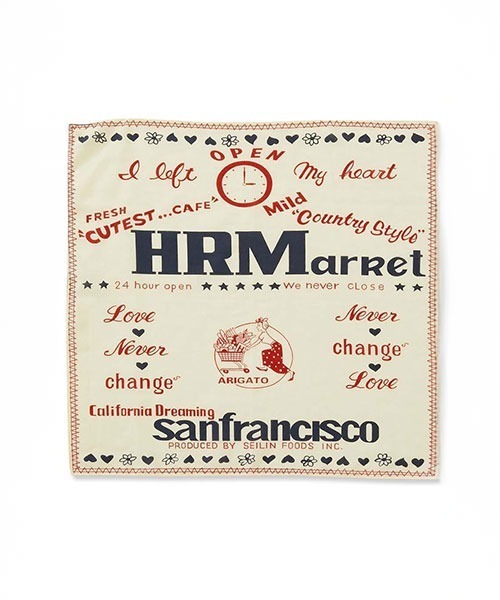 OPEN
I left My heart
FRESH Mild
"CUTEST...CAFE" "Country Style"
HRMarket
24 hour open We never close
Love Never
Never change
change Love
ARIGATO
California Dreaming
sanfrancisco
PRODUCED BY SEILIN FOODS INC.